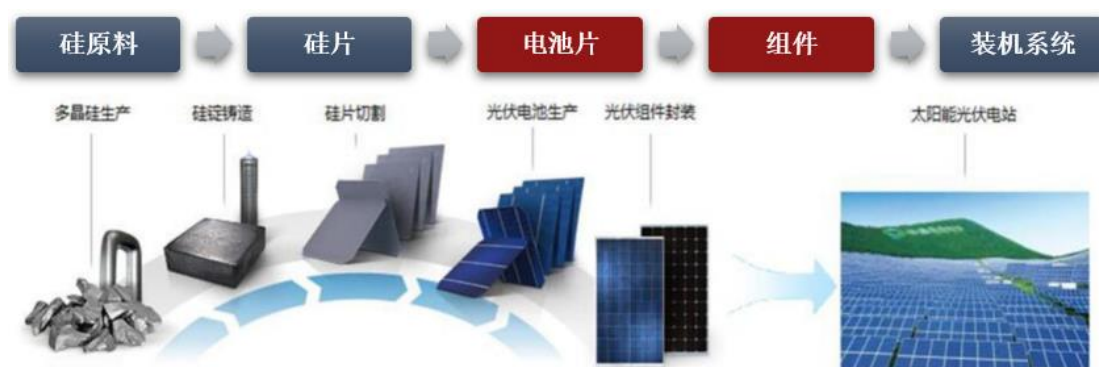 硅原料
硅片
电池片
组件
装机系统
多晶硅生产
硅锭铸造
硅片切割
光伏电池生产
光伏组件封装
太阳能光伏电站